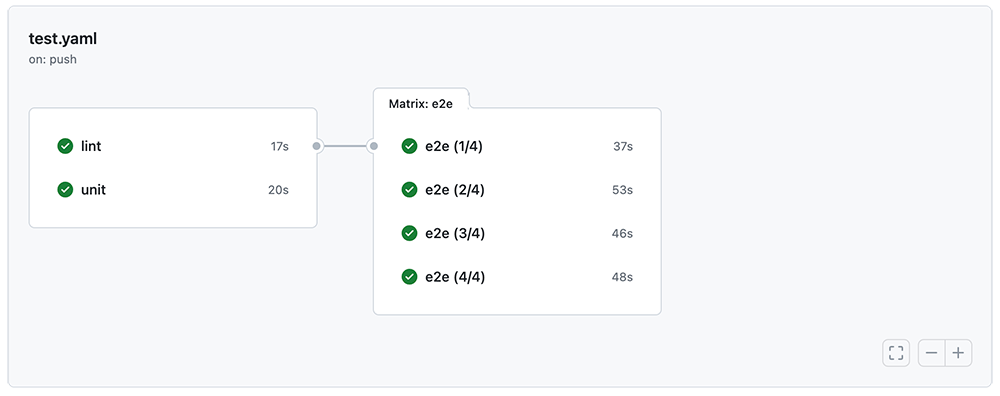 test.yaml
on: push
lint 17s
unit 20s
Matrix: e2e
e2e (1/4) 37s
e2e (2/4) 53s
e2e (3/4) 46s
e2e (4/4) 48s